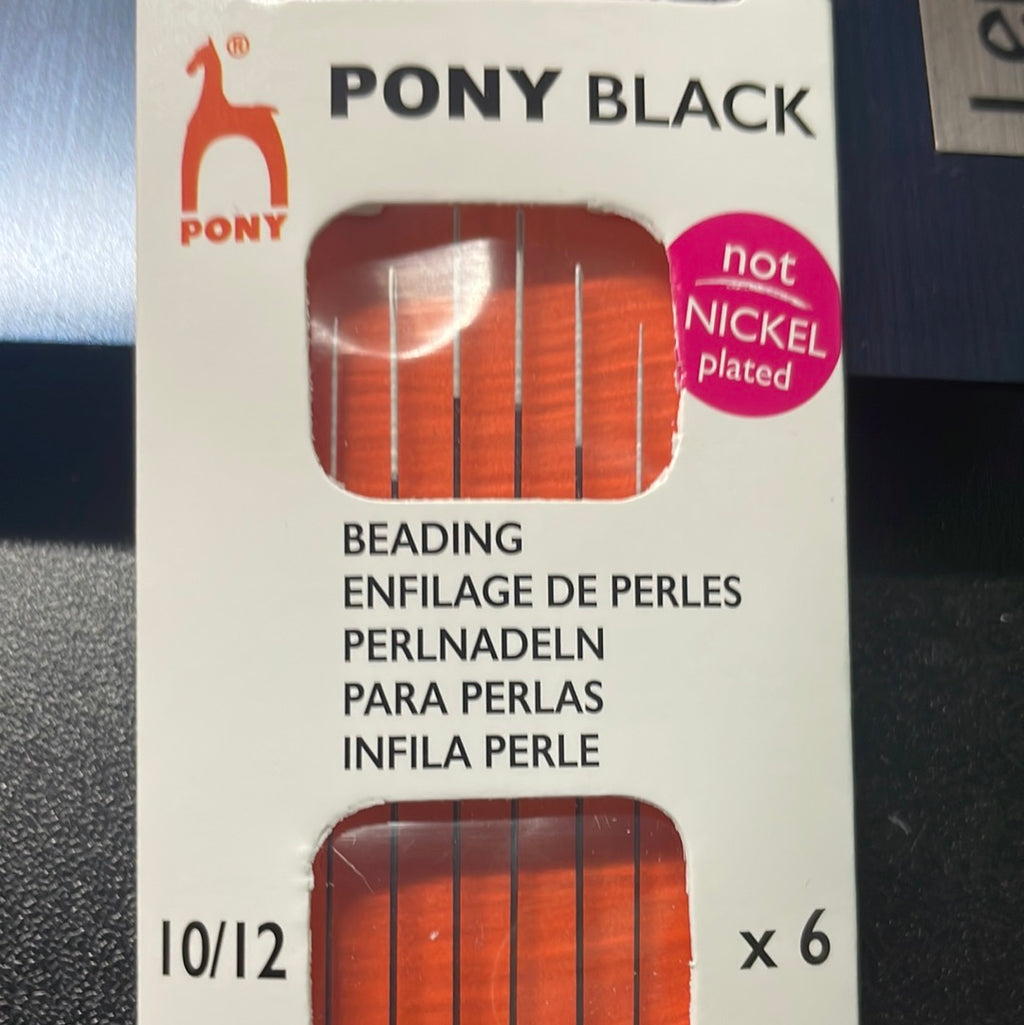 ®
PONY
PONY BLACK
not
NICKEL
plated
BEADING
ENFILAGE DE PERLES
PERLNADELN
PARA PERLAS
INFILA PERLE
10/12
x 6